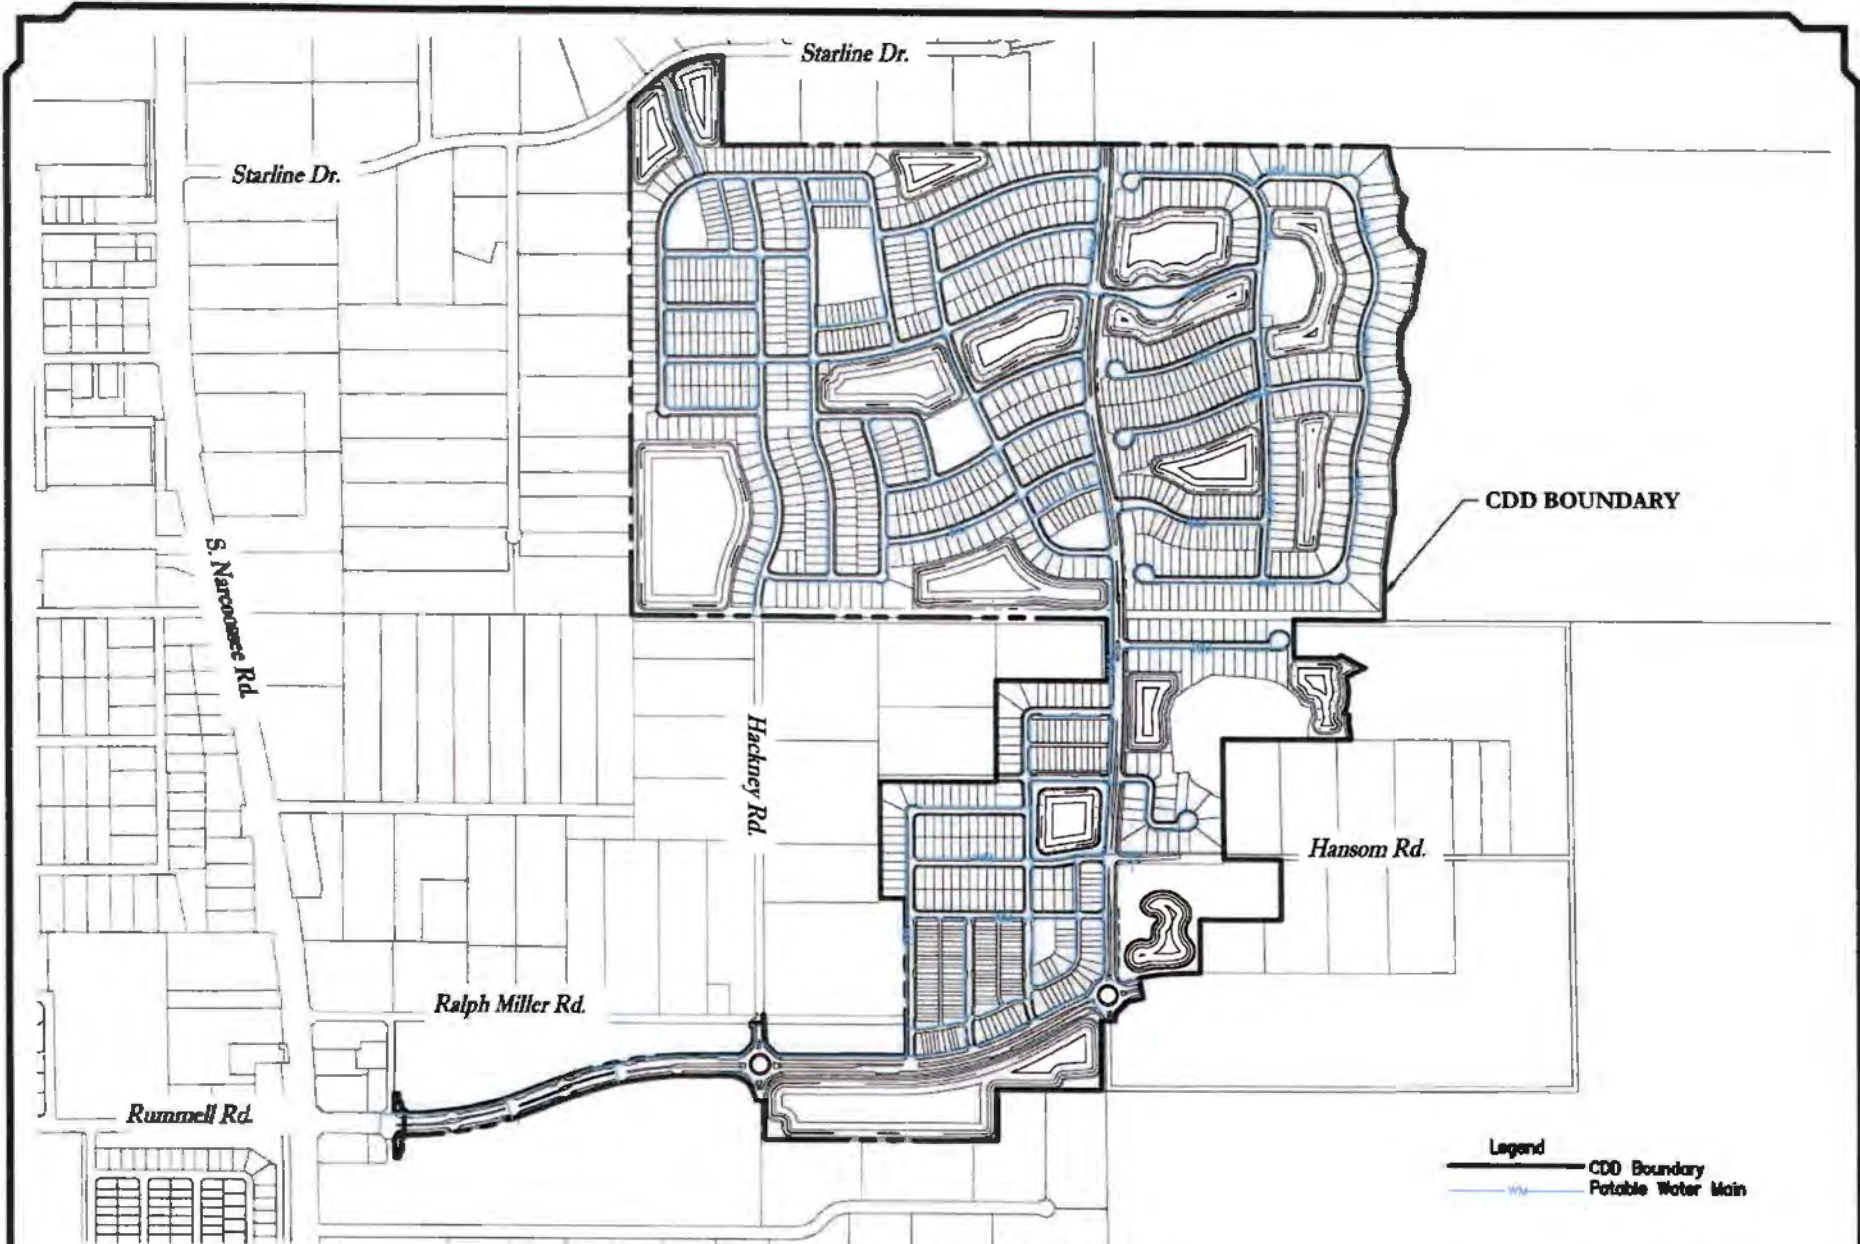 Starline Dr.
Starline Dr.
CDD BOUNDARY
S. Narcoossee Rd.
Hackney Rd.
Hansom Rd.
Ralph Miller Rd.
Rummell Rd.
Legend
CDD Boundary
WM Potable Water Main